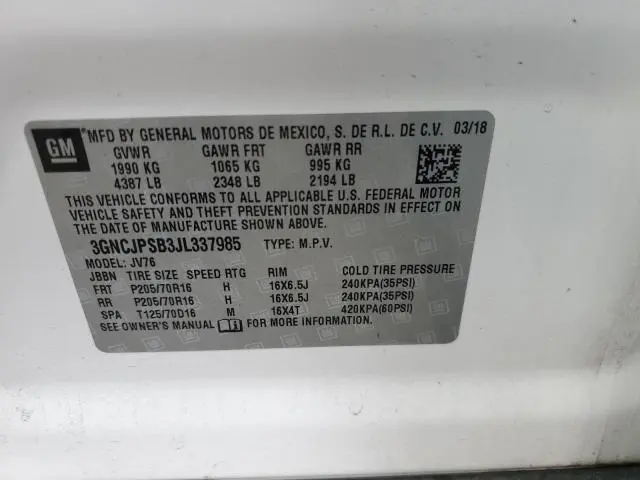 GM
*MFD BY GENERAL MOTORS DE MEXICO, S. DE R.L. DE C.V. 03/18
GVWR GAWR FRT GAWR RR
1990 KG 1065 KG 995 KG
4387 LB 2348 LB 2194 LB
THIS VEHICLE CONFORMS TO ALL APPLICABLE U.S. FEDERAL MOTOR
VEHICLE SAFETY AND THEFT PREVENTION STANDARDS IN EFFECT ON
THE DATE OF MANUFACTURE SHOWN ABOVE.
3GNCJPSB3JL337985 TYPE: M.P.V.
MODEL: JV76
JBBN TIRE SIZE SPEED RTG RIM COLD TIRE PRESSURE
FRT P205/70R16 H 16X6.5J 240KPA(35PSI)
RR P205/70R16 H 16X6.5J 240KPA(35PSI)
SPA T125/70D16 M 16X4T 420KPA(60PSI)
SEE OWNER'S MANUAL FOR MORE INFORMATION.